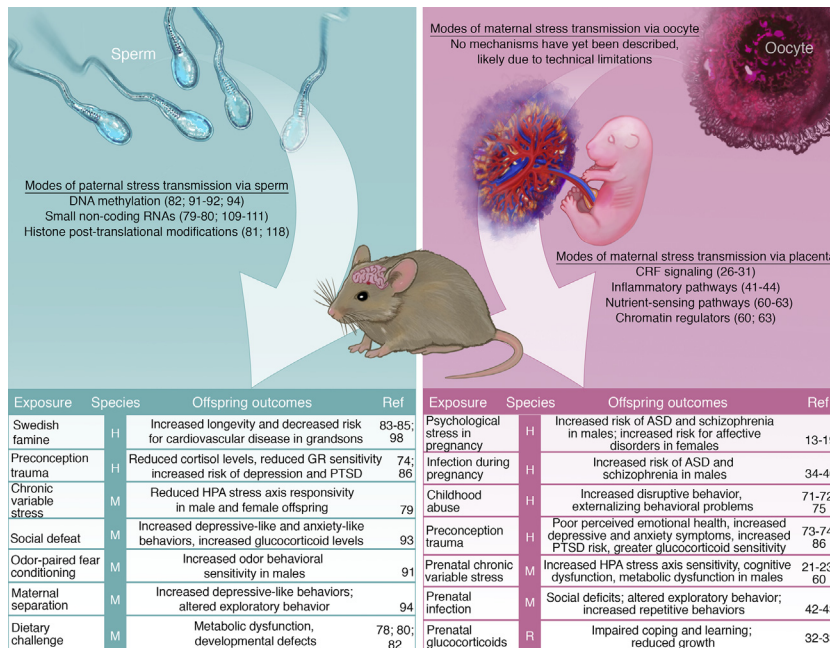 Sperm
Modes of paternal stress transmission via sperm
DNA methylation (82; 91-92; 94)
Small non-coding RNAs (79-80; 109-111)
Histone post-translational modifications (81; 118)
Exposure Species Offspring outcomes Ref
Swedish famine H Increased longevity and decreased risk 83-85;
for cardiovascular disease in grandsons 98
Preconception Reduced cortisol levels, reduced GR sensitivity 74;
trauma H increased risk of depression and PTSD 86
Chronic
variable M Reduced HPA stress axis responsivity
stress in male and female offspring 79
Social defeat M Increased depressive-like and anxiety-like
behaviors, increased glucocorticoid levels 93
Odor-paired fear M Increased odor behavioral
conditioning sensitivity in males 91
Maternal M Increased depressive-like behaviors;
separation altered exploratory behavior 94
Dietary M Metabolic dysfunction, 78; 80;
challenge developmental defects 82
Modes of maternal stress transmission via oocyte
No mechanisms have yet been described,
likely due to technical limitations
Oocyte
Modes of maternal stress transmission via
CRF signaling (26-31)
Inflammatory pathways (41-44)
Nutrient-sensing pathways (60-63)
Chromatin regulators (60; 63)
Exposure Species Offspring outcomes Ref
Psychological Increased risk of ASD and schizophrenia
stress in H in males; increased risk for affective
pregnancy disorders in females
Infection during H Increased risk of ASD and
pregnancy schizophrenia in males
Childhood H Increased disruptive behavior,
abuse externalizing behavioral problems 75
Preconception Poor perceived emotional health, increased
trauma H depressive and anxiety symptoms, increased
PTSD risk, greater glucocorticoid sensitivity 86
Prenatal chronic M Increased HPA stress axis sensitivity, cognitive
variable stress dysfunction, metabolic dysfunction in males 60
Prenatal M Social deficits; altered exploratory behavior;
infection increased repetitive behaviors
Prenatal R Impaired coping and learning;
glucocorticoids reduced growth